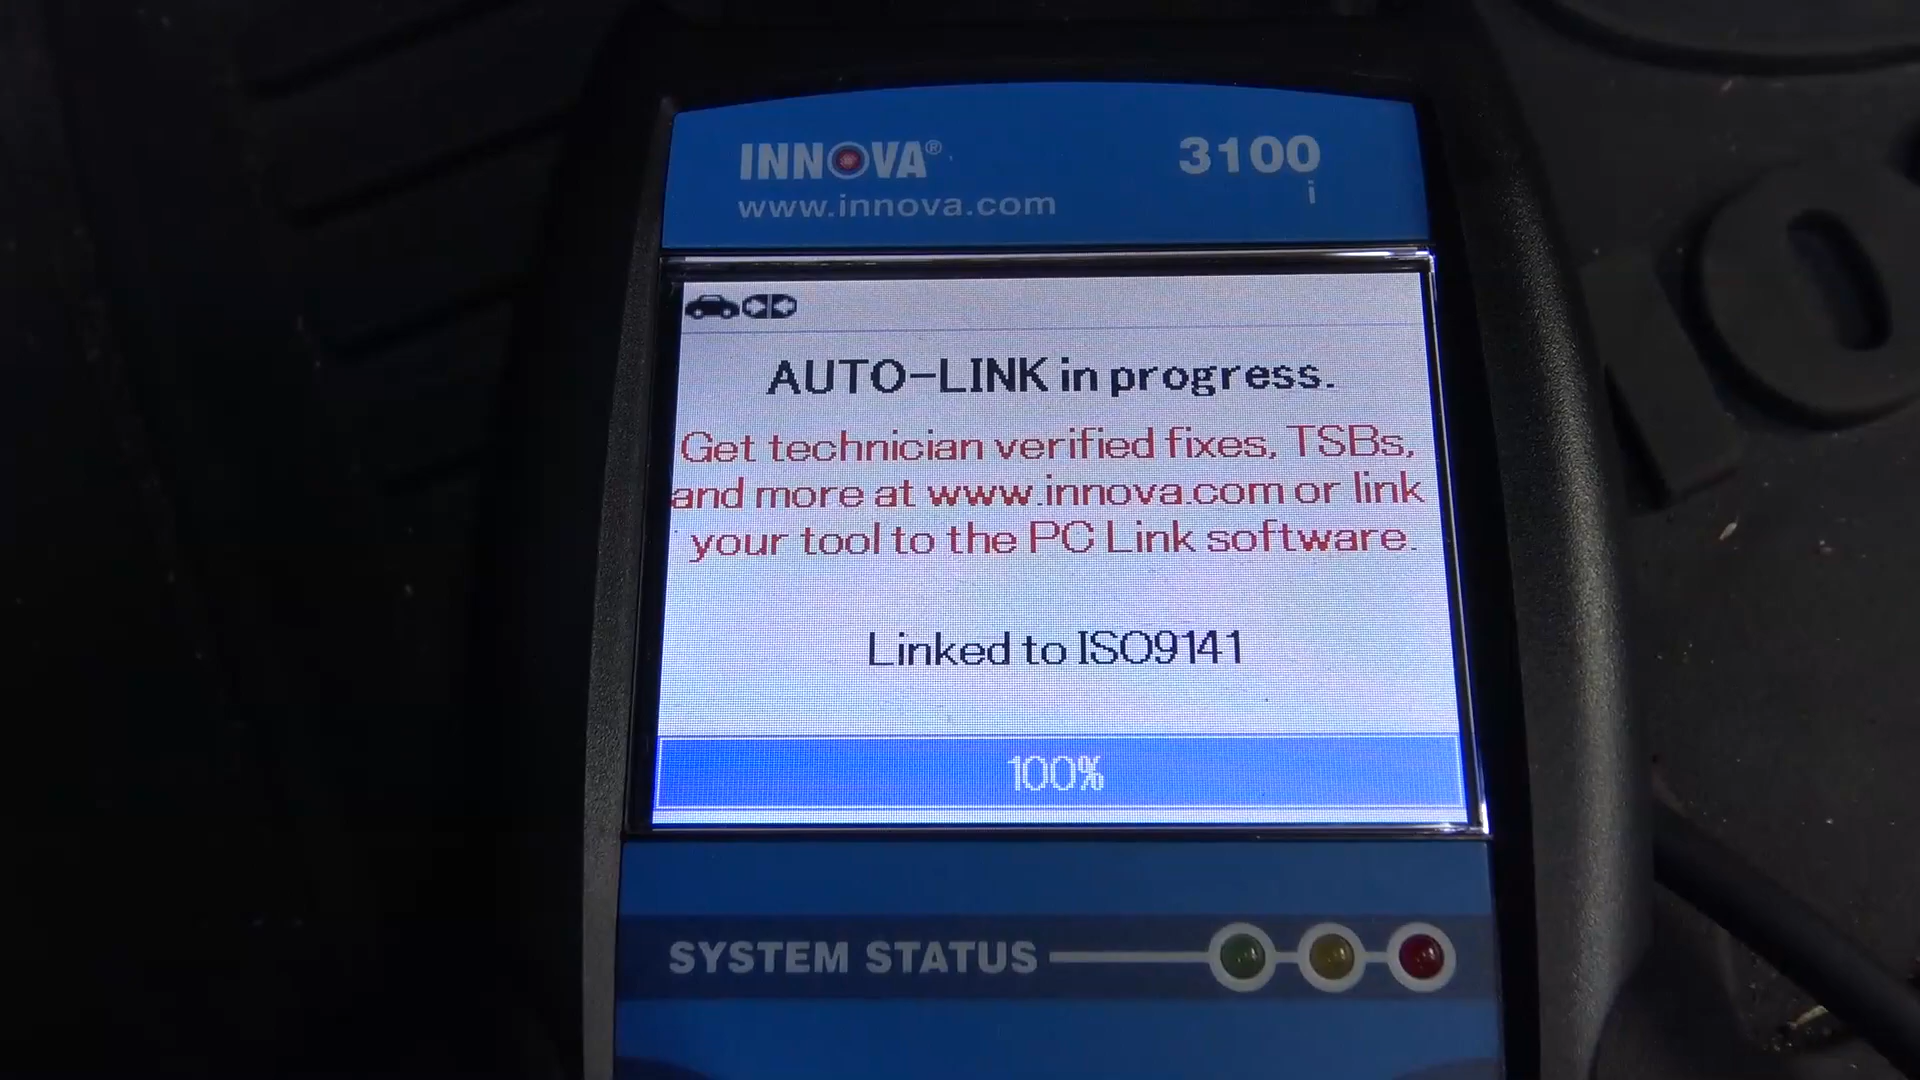 INNOVA®
3100
www.innova.com
i
AUTO-LINK in progress.
Get technician verified fixes, TSBs,
and more at www.innova.com or link
your tool to the PC Link software.
Linked to ISO9141
100%
SYSTEM STATUS